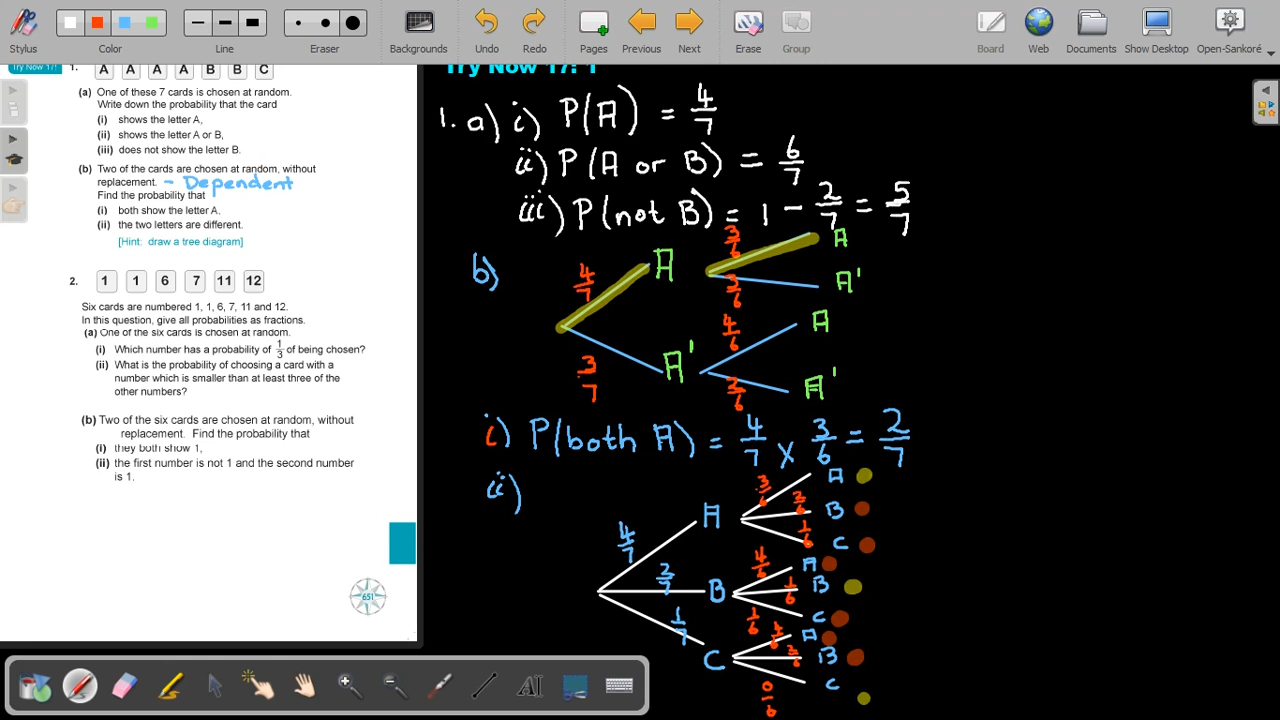 Stylus Color Line Eraser Backgrounds Undo Redo Pages Previous Next Erase Group Board Web Documents Show Desktop Open-Sankoré
Try Now 17!
1.
A A A A B B C
(a) One of these 7 cards is chosen at random.
Write down the probability that the card
(i) shows the letter A,
(ii) shows the letter A or B,
(iii) does not show the letter B.
(b) Two of the cards are chosen at random, without
replacement. - Dependent
Find the probability that
(i) both show the letter A,
(ii) the two letters are different.
[Hint: draw a tree diagram]
2. 1 1 6 7 11 12
Six cards are numbered 1, 1, 6, 7, 11 and 12.
In this question, give all probabilities as fractions.
(a) One of the six cards is chosen at random.
(i) Which number has a probability of 1/3 of being chosen?
(ii) What is the probability of choosing a card with a
number which is smaller than at least three of the
other numbers?
(b) Two of the six cards are chosen at random, without
replacement. Find the probability that
(i) they both show 1,
(ii) the first number is not 1 and the second number
is 1.
651
Try Now 17! 1
1. a) i) P(A) = 4/7
ii) P(A or B) = 6/7
iii) P(not B) = 1 - 2/7 = 5/7
b)
4/7 A 3/6 A
3/6 A'
3/7 A' 4/6 A
2/6 A'
i) P(both A) = 4/7 x 3/6 = 2/7
ii)
4/7 A 3/6 A
2/6 B
1/6 C
2/7 B 4/6 A
1/6 B
1/6 C
1/7 C 4/6 A
2/6 B
0/6 C